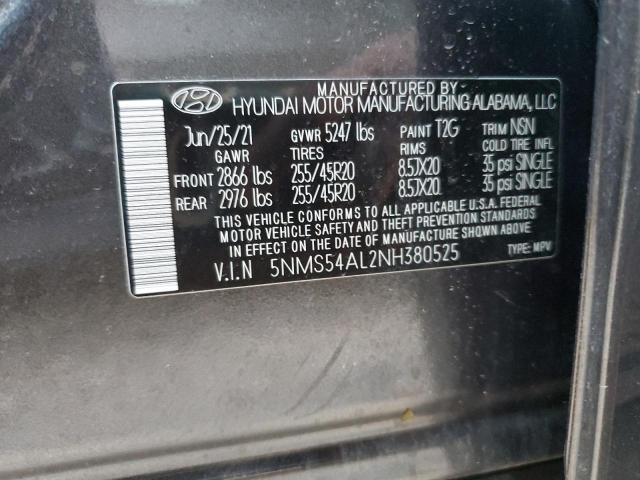 MANUFACTURED BY
HYUNDAI MOTOR MANUFACTURING ALABAMA, LLC
Jun/25/21 GVWR 5247 lbs PAINT T2G TRIM NSN
GAWR TIRES RIMS COLD TIRE INFL
FRONT 2866 lbs 255/45R20 8.5JX20 35 psi SINGLE
REAR 2976 lbs 255/45R20 8.5JX20 35 psi SINGLE
THIS VEHICLE CONFORMS TO ALL APPLICABLE U.S.A. FEDERAL
MOTOR VEHICLE SAFETY AND THEFT PREVENTION STANDARDS
IN EFFECT ON THE DATE OF MANUFACTURE SHOWN ABOVE
V.I.N 5NMS54AL2NH380525 TYPE: MPV